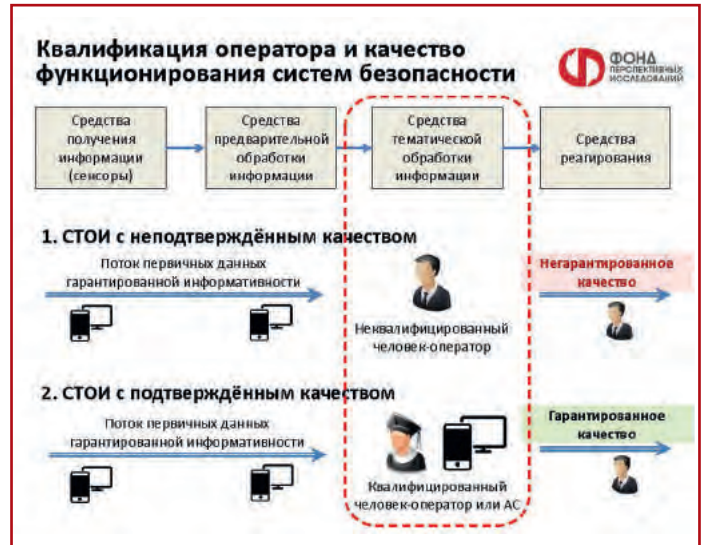 Квалификация оператора и качество
функционирования систем безопасности
ФОНД
ПЕРСПЕКТИВНЫХ
ИССЛЕДОВАНИЙ
Средства
получения
информации
(сенсоры)
Средства
предварительной
обработки
информации
Средства
тематической
обработки
информации
Средства
реагирования
1. СТОИ с неподтверждённым качеством
Поток первичных данных
гарантированной информативности
Неквалифицированный
человек-оператор
Негарантированное
качество
2. СТОИ с подтверждённым качеством
Поток первичных данных
гарантированной информативности
Квалифицированный
человек-оператор или АС
Гарантированное
качество